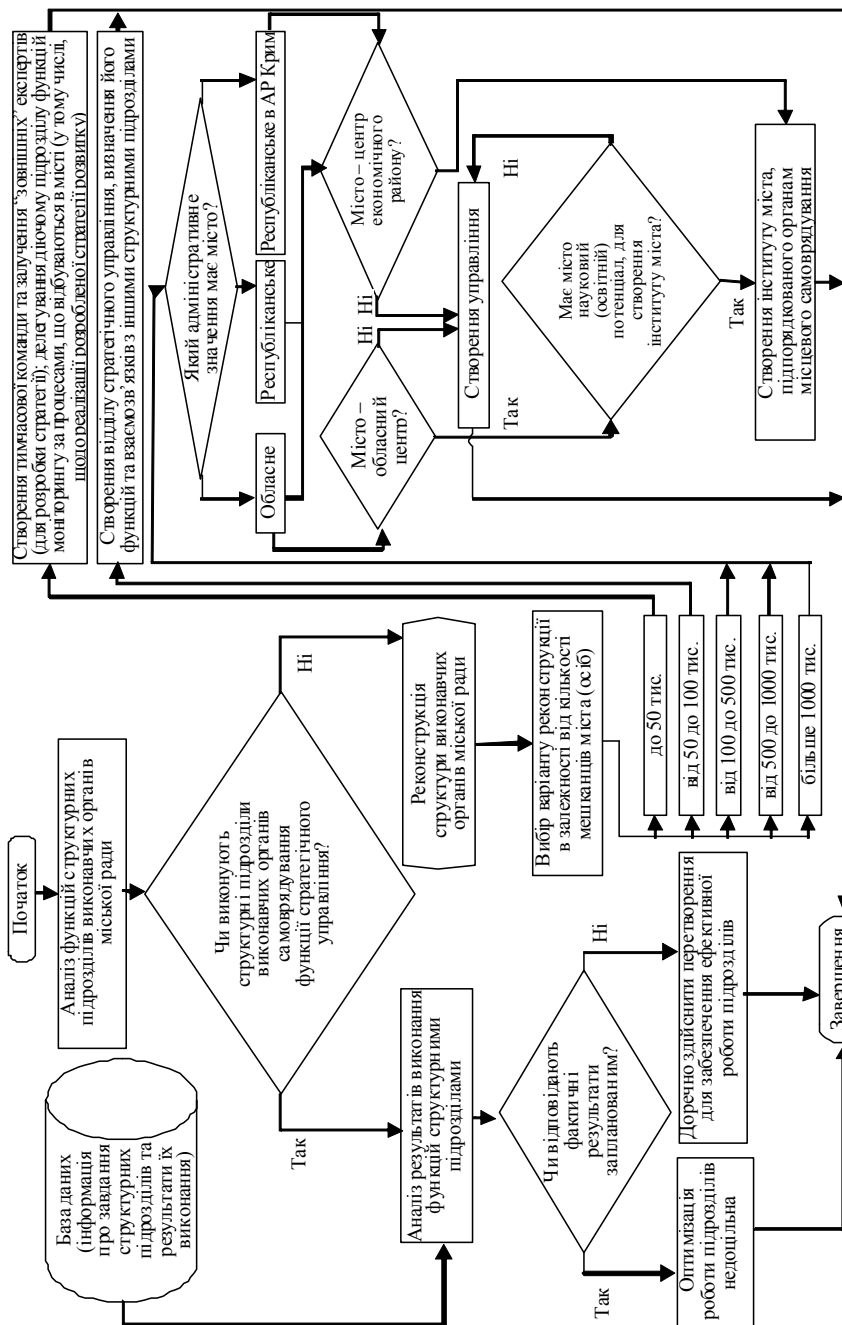 Початок
Аналіз функцій структурних
підрозділів виконавчих органів
міської ради
База даних
(інформація
про завдання
структурних
підрозділів та
результати їх
виконання)
Чи виконують
структурні підрозділи
виконавчих органів
самоврядування
функції стратегічного
управління?
Так
Ні
Аналіз результатів виконання
функцій структурними
підрозділами
Реконструкція
структури виконавчих
органів міської ради
Чи відповідають
фактичні
результати
запланованим?
Так
Ні
Вибір варіанту реконструкції
в залежності від кількості
мешканців міста (осіб)
Оптимізація
роботи підрозділів
недоцільна
Доречно здійснити перетворення
для забезпечення ефективної
роботи підрозділів
до 50 тис.
від 50 до 100 тис.
від 100 до 500 тис.
від 500 до 1000 тис.
більше 1000 тис.
Завершення
Створення тимчасової команди та залучення “зовнішніх” експертів
(для розробки стратегії); делегування діючому підрозділу функцій
моніторингу за процесами, що відбуваються в місті (у тому числі,
щодо реалізації розробленої стратегії розвитку)
Створення відділу стратегічного управління, визначення його
функцій та взаємозв’язків з іншими структурними підрозділами
Який адміністративне
значення має місто?
Обласне
Республіканське
Республіканське в АР Крим
Місто –
обласний
центр?
Місто – центр
економічного
району?
Ні
Ні
Так
Створення управління
Ні
Має місто
науковий
(освітній)
потенціал, для
створення
інституту міста?
Так
Створення інституту міста,
підпорядкованого органам
місцевого самоврядування